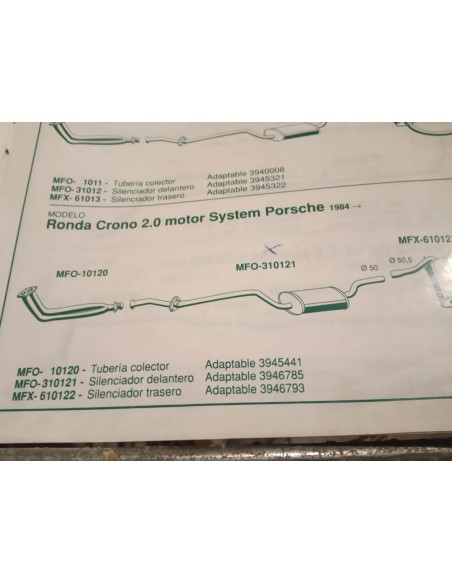 MFO- 1011 - Tubería colector Adaptable 3940008
MFO-31012 - Silenciador delantero Adaptable 3945321
MFX- 61013 - Silenciador trasero Adaptable 3945322
MODELO
Ronda Crono 2.0 motor System Porsche 1984 →
MFX-610122
MFO-310121
MFO-10120
Ø 50
Ø 50,5
MFO- 10120 - Tubería colector Adaptable 3945441
MFO-310121 - Silenciador delantero Adaptable 3946785
MFX- 610122 - Silenciador trasero Adaptable 3946793